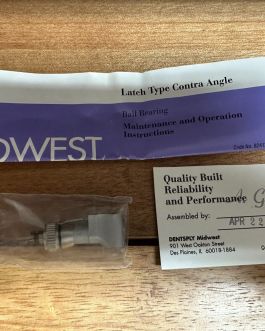 Latch Type Contra Angle
Ball Bearing
Maintenance and Operation
Instructions
DWEST
Quality Built
Reliability
and Performance
Assembled by:
APR 22
DENTSPLY Midwest
901 West Oakton Street
Des Plaines, IL 60018-1884